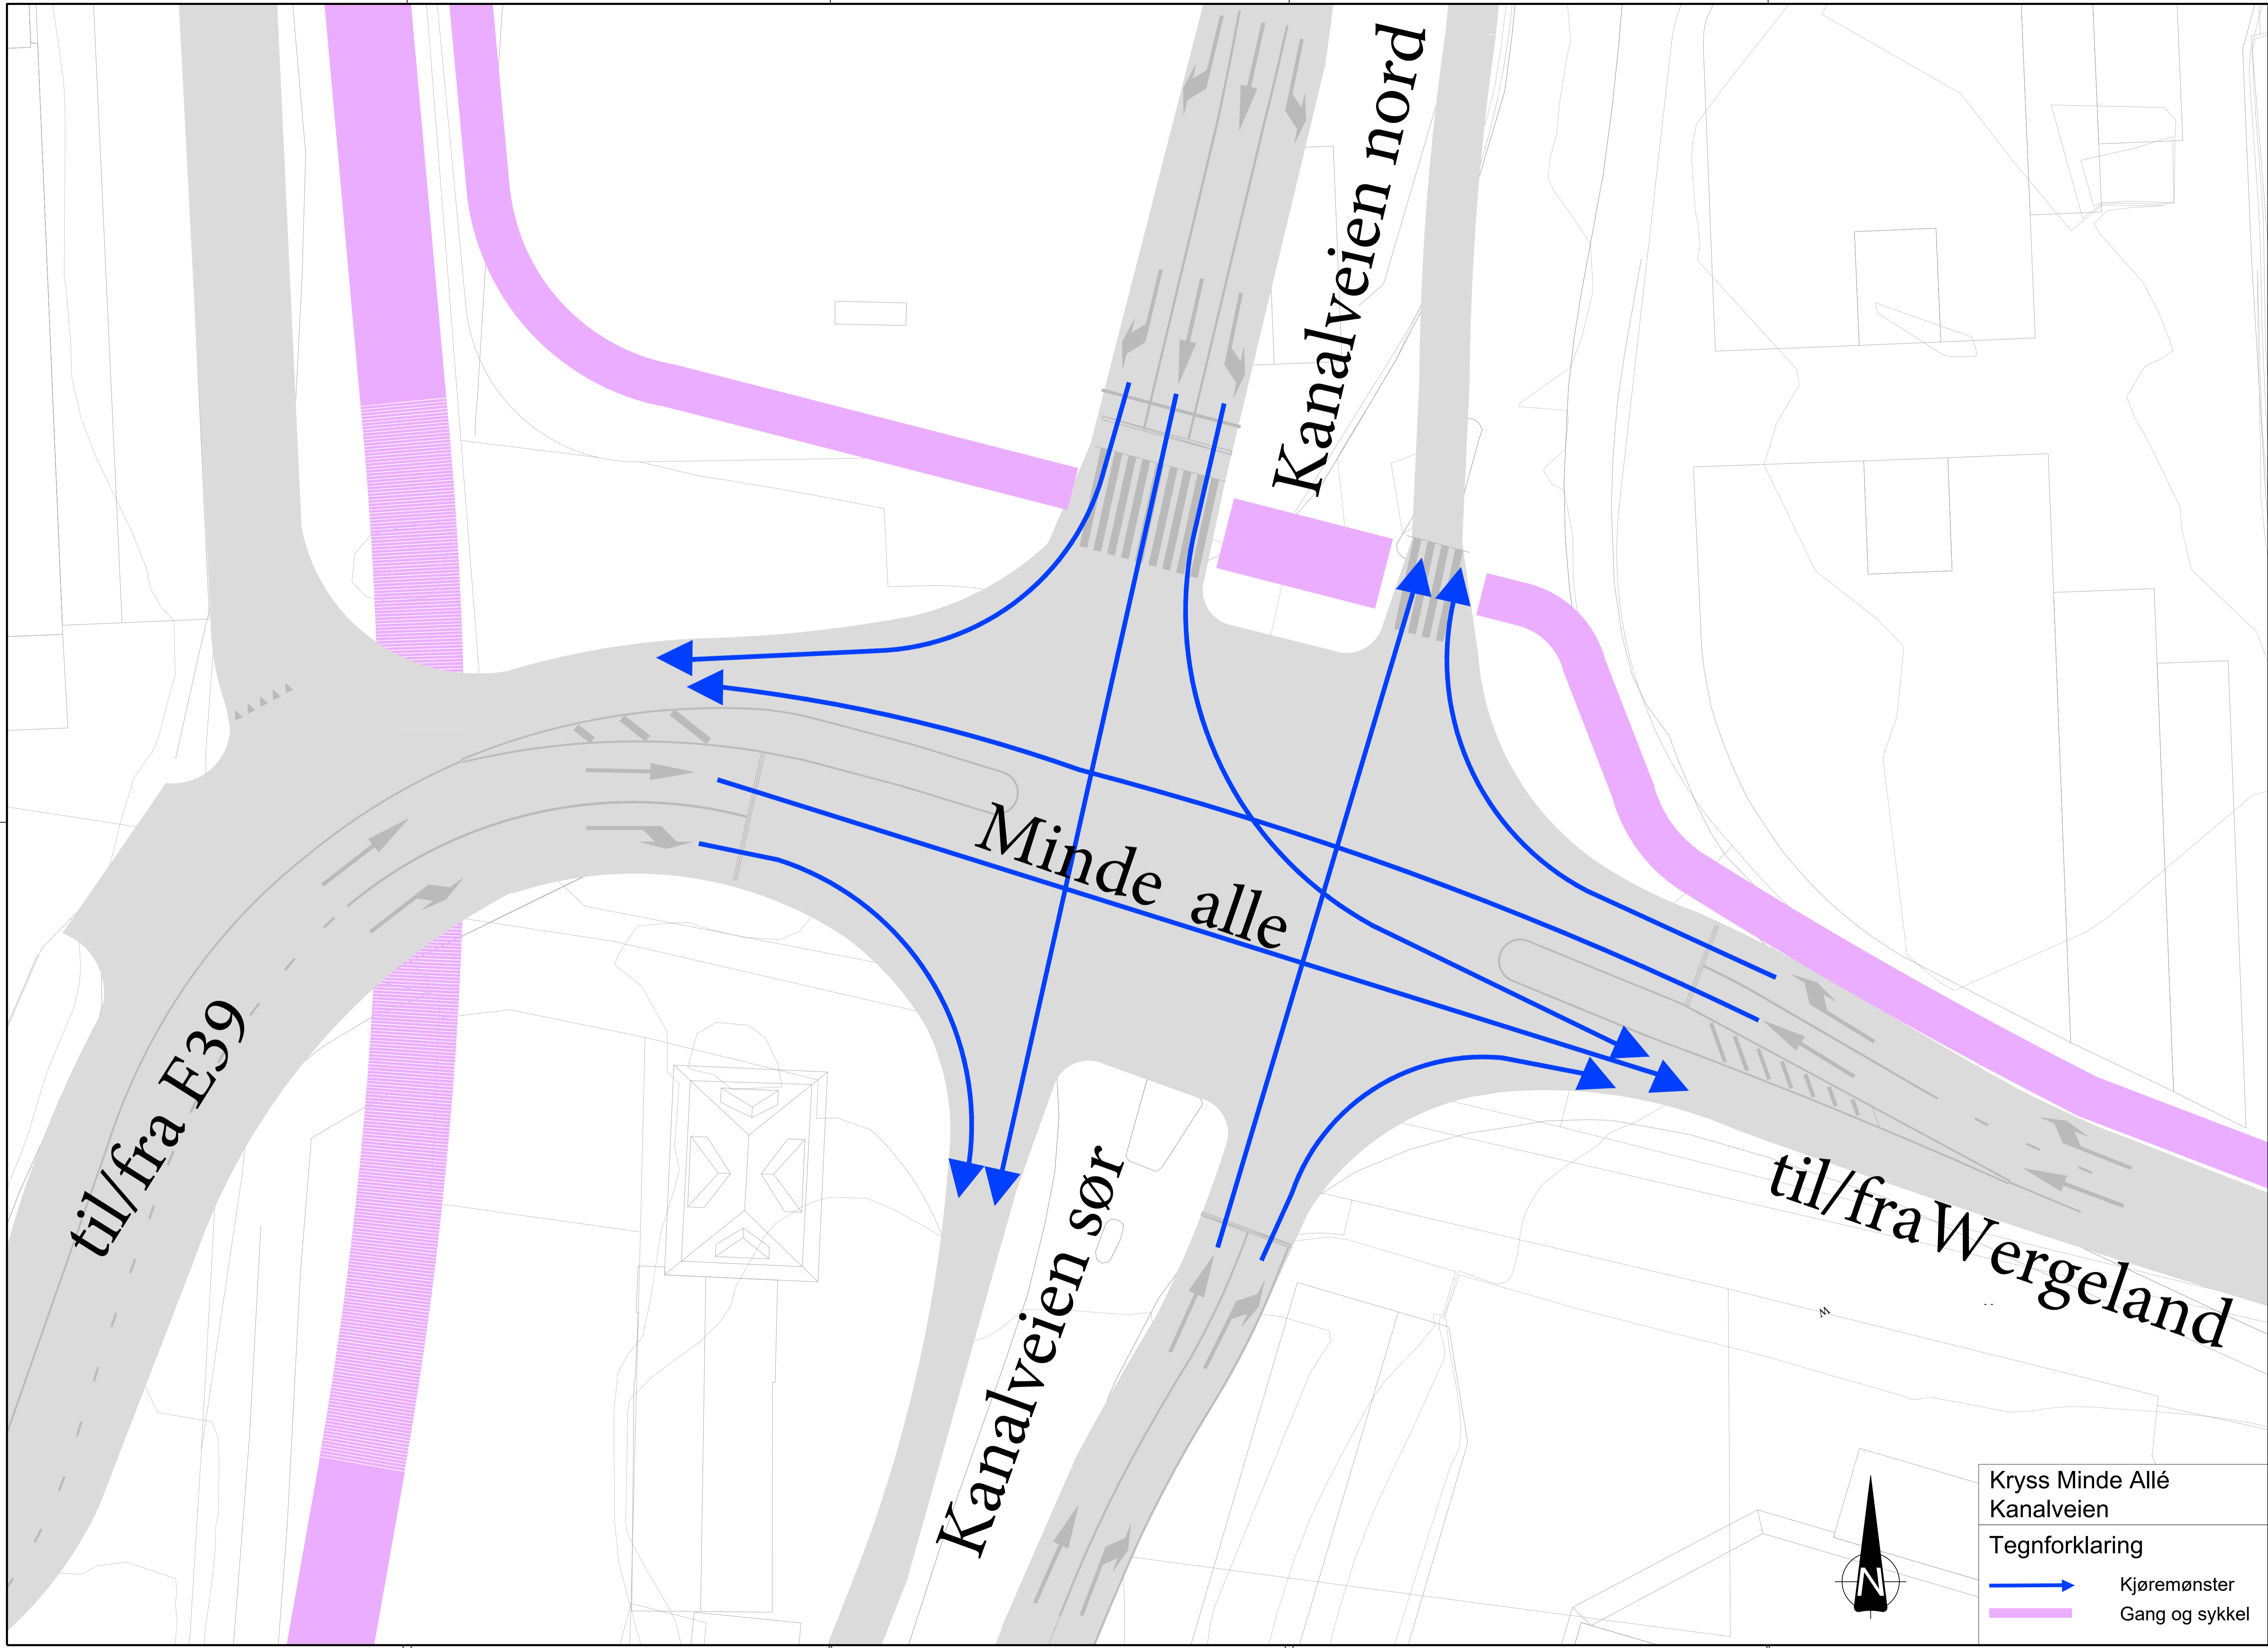 Kanalveien nord
Minde alle
til/fra E39
Kanalveien sør
til/fraWergeland
W
Kryss Minde Allé
Kanalveien
Tegnforklaring
Kjøremønster
Gang og sykkel
N